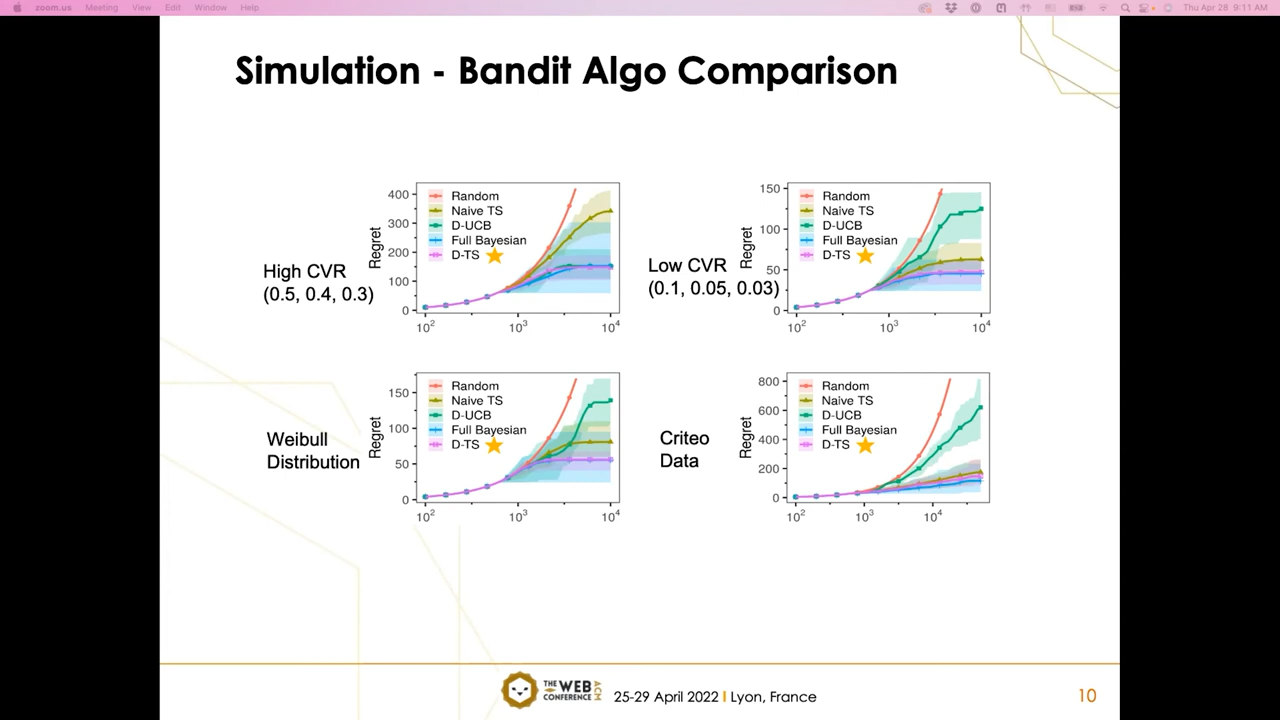 zoom.us Meeting View Edit Window Help Thu Apr 28 9:11 AM
Simulation - Bandit Algo Comparison
High CVR
(0.5, 0.4, 0.3)
Regret
400
300
200
100
0
Random
Naive TS
D-UCB
Full Bayesian
D-TS
10² 10³ 10⁴
Low CVR
(0.1, 0.05, 0.03)
Regret
150
100
50
0
Random
Naive TS
D-UCB
Full Bayesian
D-TS
10² 10³ 10⁴
Weibull
Distribution
Regret
150
100
50
0
Random
Naive TS
D-UCB
Full Bayesian
D-TS
10² 10³ 10⁴
Criteo
Data
Regret
800
600
400
200
0
Random
Naive TS
D-UCB
Full Bayesian
D-TS
10² 10³ 10⁴
THE WEB
CONFERENCE
ACM
25-29 April 2022 I Lyon, France
10